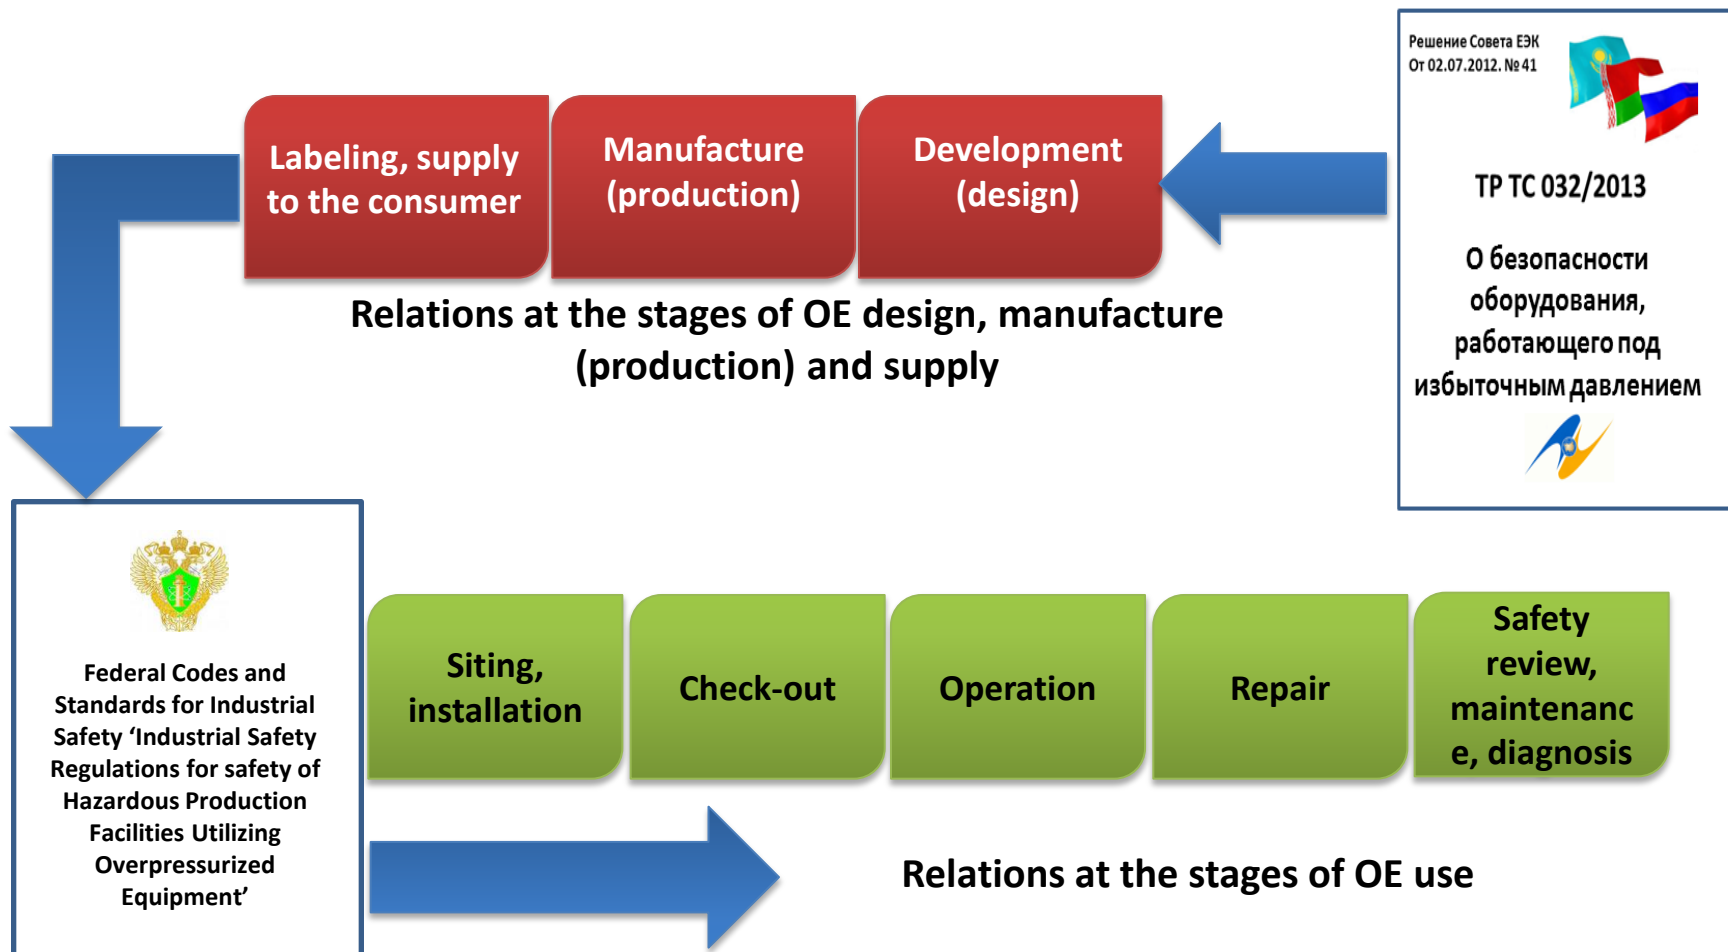 Решение Совета ЕЭК
От 02.07.2012. № 41
ТР ТС 032/2013
О безопасности
оборудования,
работающего под
избыточным давлением
Labeling, supply
to the consumer
Manufacture
(production)
Development
(design)
Relations at the stages of OE design, manufacture
(production) and supply
Federal Codes and
Standards for Industrial
Safety ‘Industrial Safety
Regulations for safety of
Hazardous Production
Facilities Utilizing
Overpressurized
Equipment’
Siting,
installation
Check-out
Operation
Repair
Safety
review,
maintenanc
e, diagnosis
Relations at the stages of OE use